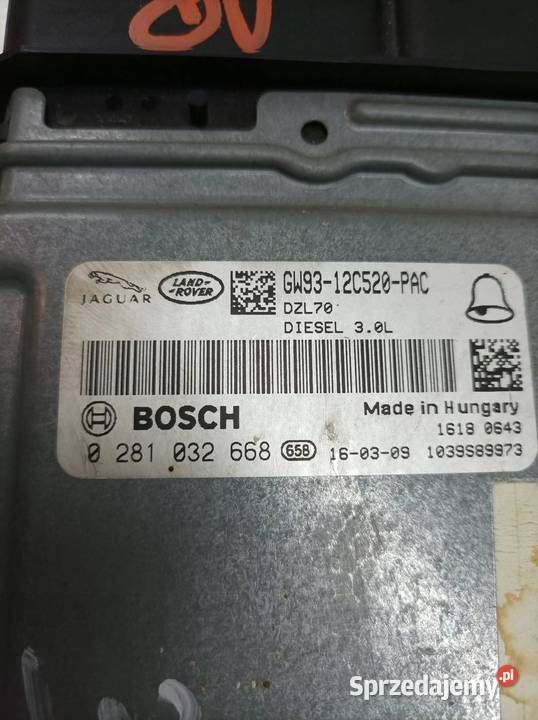 JAGUAR
LAND-
-ROVER
GW93-12C520-PAC
DZL70
DIESEL 3.0L
BOSCH
Made in Hungary
1618 0643
0 281 032 668 65B 16-03-09 1039S89973
Sprzedajemy.pl